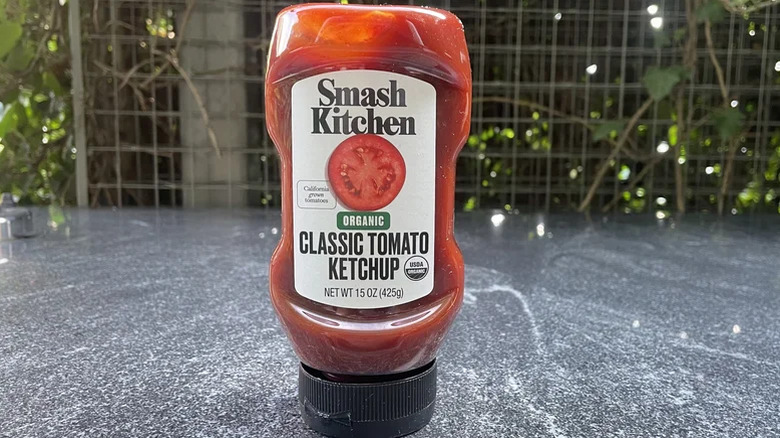 Smash
Kitchen
California
grown
tomatoes
ORGANIC
CLASSIC TOMATO
KETCHUP
USDA
ORGANIC
NET WT 15 OZ (425g)